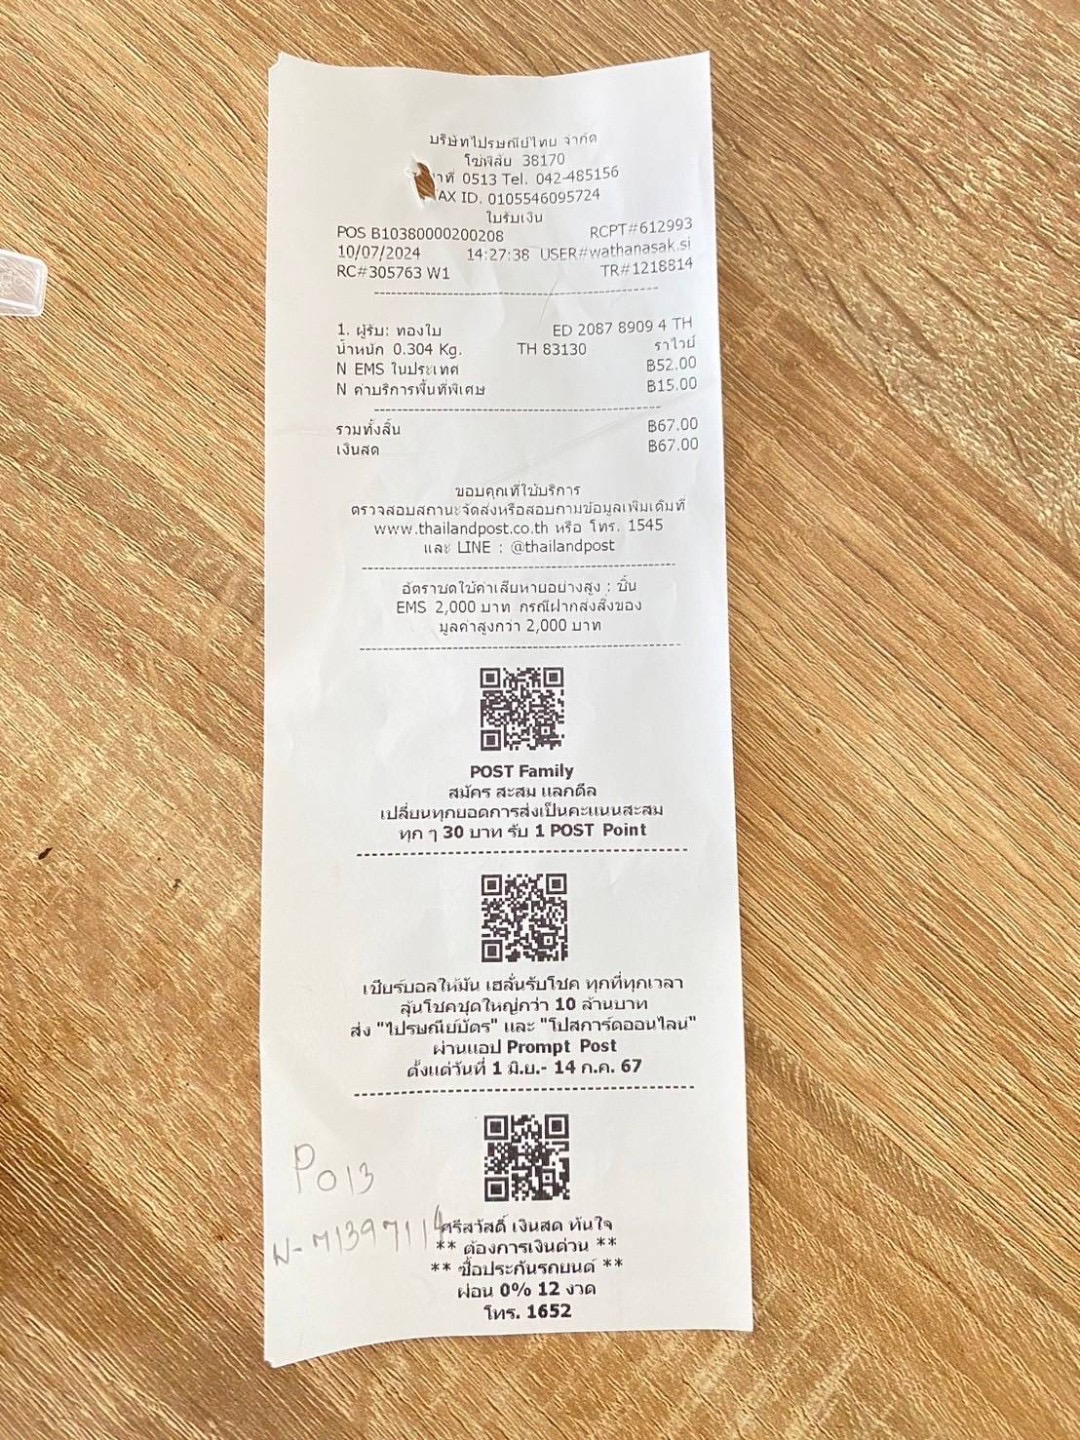 บริษัทไปรษณีย์ไทย จำกัด
โซ่พิสัย 38170
ที่ 0513 Tel. 042-485156
TAX ID. 0105546095724
ใบรับเงิน
POS B10380000200208 RCPT#612993
10/07/2024 14:27:38 USER#wathanasak.si
RC#305763 W1 TR#1218814
1. ผู้รับ: ทองใบ ED 2087 8909 4 TH
น้ำหนัก 0.304 Kg. TH 83130 ราไวย์
N EMS ในประเทศ ฿52.00
N ค่าบริการพื้นที่พิเศษ ฿15.00
รวมทั้งสิ้น ฿67.00
เงินสด ฿67.00
ขอบคุณที่ใช้บริการ
ตรวจสอบสถานะจัดส่งหรือสอบถามข้อมูลเพิ่มเติมที่
www.thailandpost.co.th หรือ โทร. 1545
และ LINE : @thailandpost
อัตราชดใช้ค่าเสียหายอย่างสูง : ชิ้น
EMS 2,000 บาท กรณีฝากส่งสิ่งของ
มูลค่าสูงกว่า 2,000 บาท
POST Family
สมัคร สะสม แลกดีล
เปลี่ยนทุกยอดการส่งเป็นคะแนนสะสม
ทุก ๆ 30 บาท รับ 1 POST Point
เชียร์บอลให้มัน เฮลั่นรับโชค ทุกที่ทุกเวลา
ลุ้นโชคชุดใหญ่กว่า 10 ล้านบาท
ส่ง "ไปรษณียบัตร" และ "โปสการ์ดออนไลน์"
ผ่านแอป Prompt Post
ตั้งแต่วันที่ 1 มิ.ย.- 14 ก.ค. 67
P013
ศรีสวัสดิ์ เงินสด ทันใจ
** ต้องการเงินด่วน **
** ซื้อประกันรถยนต์ **
ผ่อน 0% 12 งวด
โทร. 1652